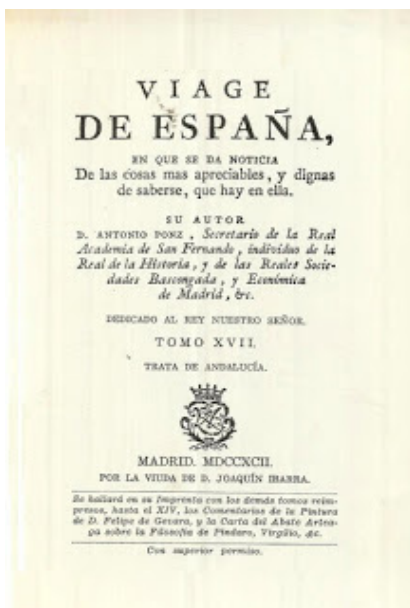 VIAGE
DE ESPAÑA,
EN QUE SE DA NOTICIA
De las cosas mas apreciables, y dignas
de saberse, que hay en ella.
SU AUTOR
D. ANTONIO PONZ, Secretario de la Real
Academia de San Fernando, individuo de la
Real de la Historia, y de las Reales Socie-
dades Bascongada, y Económica
de Madrid, &c.
DEDICADO AL REY NUESTRO SEÑOR.
TOMO XVII.
TRATA DE ANDALUCÍA.
MADRID. MDCCXCII.
POR LA VIUDA DE D. JOAQUÍN IBARRA.
Se hallará en su Imprenta con los demás tomos reim-
presos, hasta el XIV, los Comentarios de la Pintura
de D. Felipe de Guevara, y la Carta del Abate Artea-
ga sobre la Filosofía de Píndaro, Virgilio, &c.
Con superior permiso.